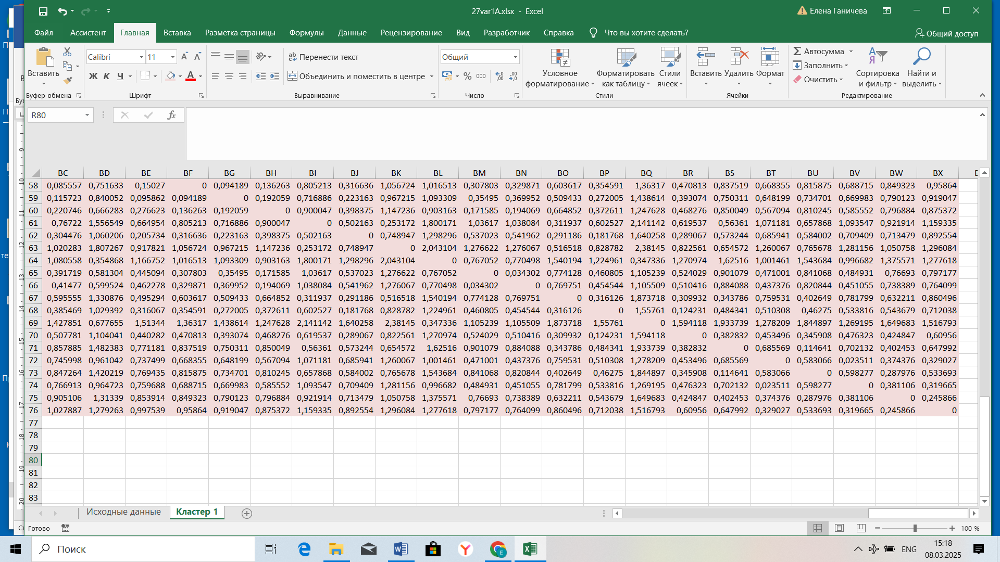 27var1A.xlsx - Excel
Елена Ганичева
Файл Ассистент Главная Вставка Разметка страницы Формулы Данные Рецензирование Вид Разработчик Справка Что вы хотите сделать? Общий доступ
Вставить
Буфер обмена
Calibri 11
Ж К Ч
Шрифт
Перенести текст
Объединить и поместить в центре
Выравнивание
Общий
% 000
Число
Условное форматирование
Форматировать как таблицу
Стили ячеек
Стили
Вставить Удалить Формат
Ячейки
Автосумма
Заполнить
Очистить
Сортировка и фильтр
Найти и выделить
Редактирование
R80
fx
BC BD BE BF BG BH BI BJ BK BL BM BN BO BP BQ BR BS BT BU BV BW BX
58 0,085557 0,751633 0,15027 0 0,094189 0,136263 0,805213 0,316636 1,056724 1,016513 0,307803 0,329871 0,603617 0,354591 1,36317 0,470813 0,837519 0,668355 0,815875 0,688715 0,849323 0,95864
59 0,115723 0,840052 0,095862 0,094189 0 0,192059 0,716886 0,223163 0,967215 1,093309 0,35495 0,369952 0,509433 0,272005 1,438614 0,393074 0,750311 0,648199 0,734701 0,669983 0,790123 0,919047
60 0,220746 0,666283 0,276623 0,136263 0,192059 0 0,900047 0,398375 1,147236 0,903163 0,171585 0,194069 0,664852 0,372611 1,247628 0,468276 0,850049 0,567094 0,810245 0,585552 0,796884 0,875372
61 0,76722 1,556549 0,664954 0,805213 0,716886 0,900047 0 0,502163 0,253172 1,800171 1,03617 1,038084 0,311937 0,602527 2,141142 0,619537 0,56361 1,071181 0,657868 1,093547 0,921914 1,159335
62 0,304476 1,060206 0,205734 0,316636 0,223163 0,398375 0,502163 0 0,748947 1,298296 0,537023 0,541962 0,291186 0,181768 1,640258 0,289067 0,573244 0,685941 0,584002 0,709409 0,713479 0,892554
63 1,020283 1,807267 0,917821 1,056724 0,967215 1,147236 0,253172 0,748947 0 2,043104 1,276622 1,276067 0,516518 0,828782 2,38145 0,822561 0,654572 1,260067 0,765678 1,281156 1,050758 1,296084
64 1,080558 0,354868 1,166752 1,016513 1,093309 0,903163 1,800171 1,298296 2,043104 0 0,767052 0,770498 1,540194 1,224961 0,347336 1,270974 1,62516 1,001461 1,543684 0,996682 1,375571 1,277618
65 0,391719 0,581304 0,445094 0,307803 0,35495 0,171585 1,03617 0,537023 1,276622 0,767052 0 0,034302 0,774128 0,460805 1,105239 0,524029 0,901079 0,471001 0,841068 0,484931 0,76693 0,797177
66 0,41477 0,599524 0,462278 0,329871 0,369952 0,194069 1,038084 0,541962 1,276067 0,770498 0,034302 0 0,769751 0,454544 1,105509 0,510416 0,884088 0,437376 0,820844 0,451055 0,738389 0,764099
67 0,595555 1,330876 0,495294 0,603617 0,509433 0,664852 0,311937 0,291186 0,516518 1,540194 0,774128 0,769751 0 0,316126 1,873718 0,309932 0,343786 0,759531 0,402649 0,781799 0,632211 0,860496
68 0,385469 1,029392 0,316067 0,354591 0,272005 0,372611 0,602527 0,181768 0,828782 1,224961 0,460805 0,454544 0,316126 0 1,55761 0,124231 0,484341 0,510308 0,46275 0,533816 0,543679 0,712038
69 1,427851 0,677655 1,51344 1,36317 1,438614 1,247628 2,141142 1,640258 2,38145 0,347336 1,105239 1,105509 1,873718 1,55761 0 1,594118 1,933739 1,278209 1,844897 1,269195 1,649683 1,516793
70 0,507781 1,104041 0,440282 0,470813 0,393074 0,468276 0,619537 0,289067 0,822561 1,270974 0,524029 0,510416 0,309932 0,124231 1,594118 0 0,382832 0,453496 0,345908 0,476323 0,424847 0,60956
71 0,857885 1,482383 0,771181 0,837519 0,750311 0,850049 0,56361 0,573244 0,654572 1,62516 0,901079 0,884088 0,343786 0,484341 1,933739 0,382832 0 0,685569 0,114641 0,702132 0,402453 0,647992
72 0,745998 0,961042 0,737499 0,668355 0,648199 0,567094 1,071181 0,685941 1,260067 1,001461 0,471001 0,437376 0,759531 0,510308 1,278209 0,453496 0,685569 0 0,583066 0,023511 0,374376 0,329027
73 0,847264 1,420219 0,769435 0,815875 0,734701 0,810245 0,657868 0,584002 0,765678 1,543684 0,841068 0,820844 0,402649 0,46275 1,844897 0,345908 0,114641 0,583066 0 0,598277 0,287976 0,533693
74 0,766913 0,964723 0,759688 0,688715 0,669983 0,585552 1,093547 0,709409 1,281156 0,996682 0,484931 0,451055 0,781799 0,533816 1,269195 0,476323 0,702132 0,023511 0,598277 0 0,381106 0,319665
75 0,905106 1,31339 0,853914 0,849323 0,790123 0,796884 0,921914 0,713479 1,050758 1,375571 0,76693 0,738389 0,632211 0,543679 1,649683 0,424847 0,402453 0,374376 0,287976 0,381106 0 0,245866
76 1,027887 1,279263 0,997539 0,95864 0,919047 0,875372 1,159335 0,892554 1,296084 1,277618 0,797177 0,764099 0,860496 0,712038 1,516793 0,60956 0,647992 0,329027 0,533693 0,319665 0,245866 0
77
78
79
80
81
82
83
Исходные данные Кластер 1
Готово
100 %
Поиск
ENG
15:18
08.03.2025